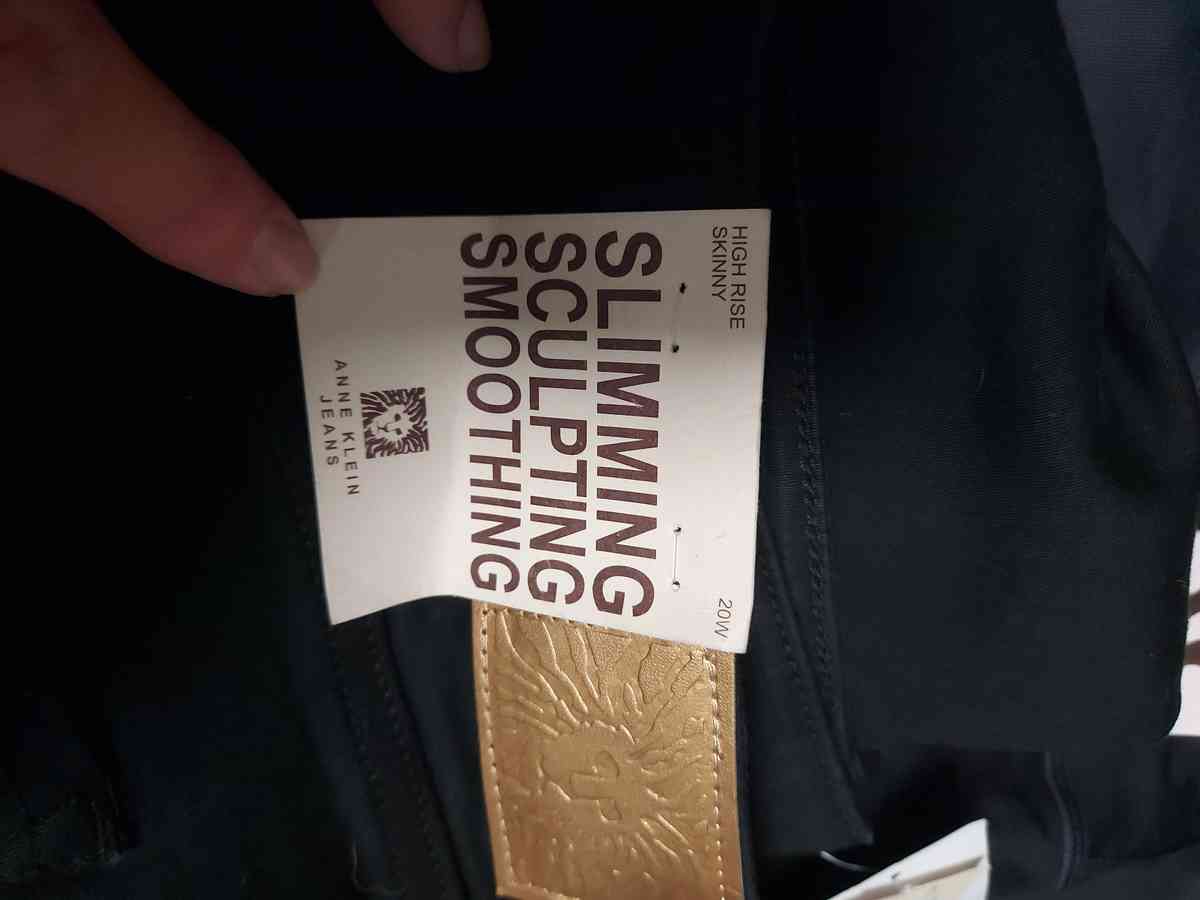 HIGH RISE
SKINNY
20W
SLIMMING
SCULPTING
SMOOTHING
ANNE KLEIN
JEANS